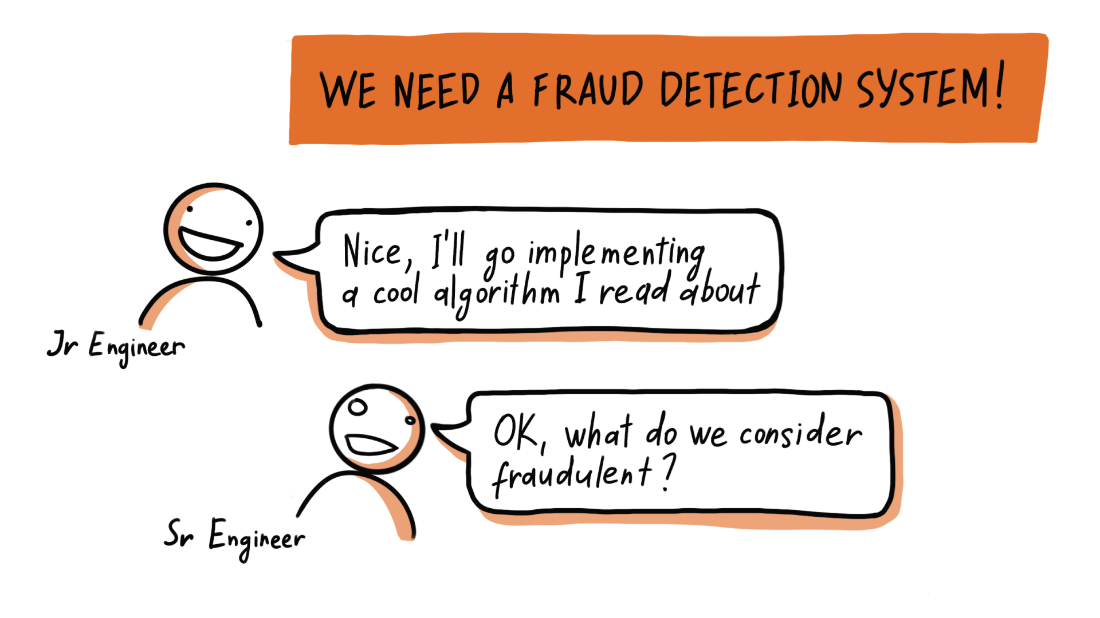 WE NEED A FRAUD DETECTION SYSTEM!
Nice, I'll go implementing
a cool algorithm I read about
Jr Engineer
OK, what do we consider
fraudulent?
Sr Engineer